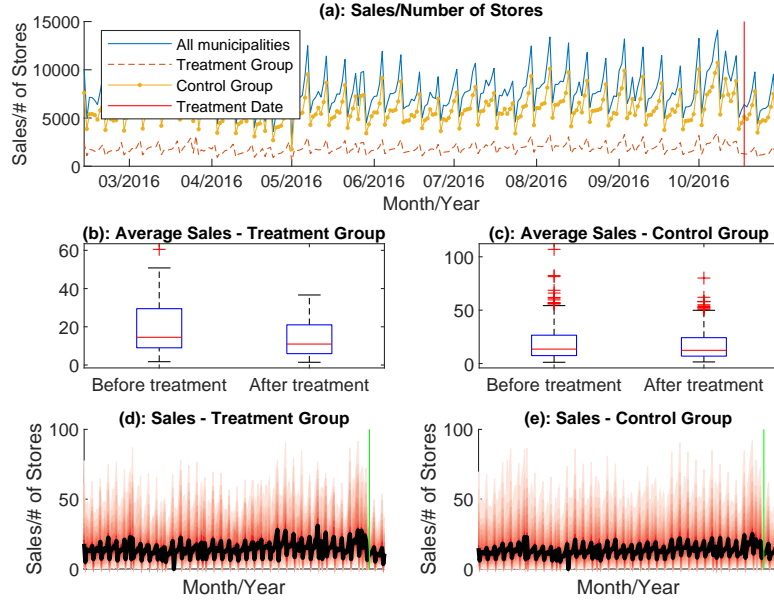 (a): Sales/Number of Stores
Sales/# of Stores
15000
10000
5000
0
All municipalities
Treatment Group
Control Group
Treatment Date
03/2016 04/2016 05/2016 06/2016 07/2016 08/2016 09/2016 10/2016
Month/Year
(b): Average Sales - Treatment Group
60
40
20
0
Before treatment After treatment
(c): Average Sales - Control Group
100
50
0
Before treatment After treatment
(d): Sales - Treatment Group
Sales/# of Stores
100
50
0
Month/Year
(e): Sales - Control Group
Sales/# of Stores
100
50
0
Month/Year